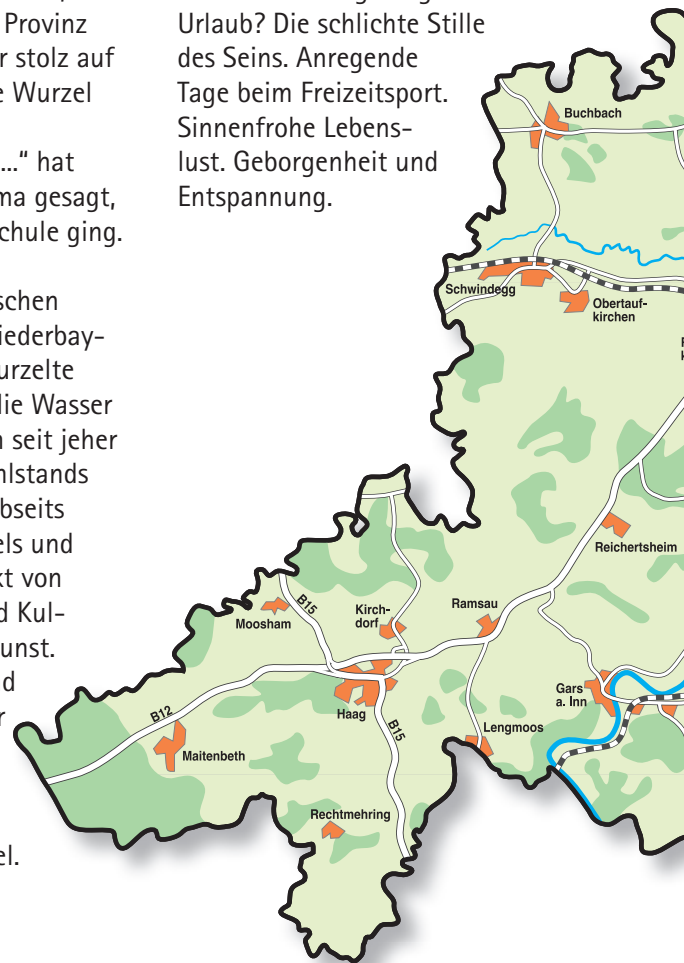 Provinz
r stolz auf
e Wurzel
...“ hat
ma gesagt,
chule ging.
schen
iederbay-
urzelte
die Wasser
n seit jeher
hlstands
bseits
els und
kt von
d Kul-
unst.
d
r
el.
Urlaub? Die schlichte Stille
des Seins. Anregende
Tage beim Freizeitsport.
Sinnenfrohe Lebens-
lust. Geborgenheit und
Entspannung.
Buchbach
Schwindegg
Obertauf-
kirchen
Reichertsheim
Ramsau
Kirch-
dorf
B15
Moosham
Gars
a. Inn
Haag
B12
B15
Lengmoos
Maitenbeth
Rechtmehring